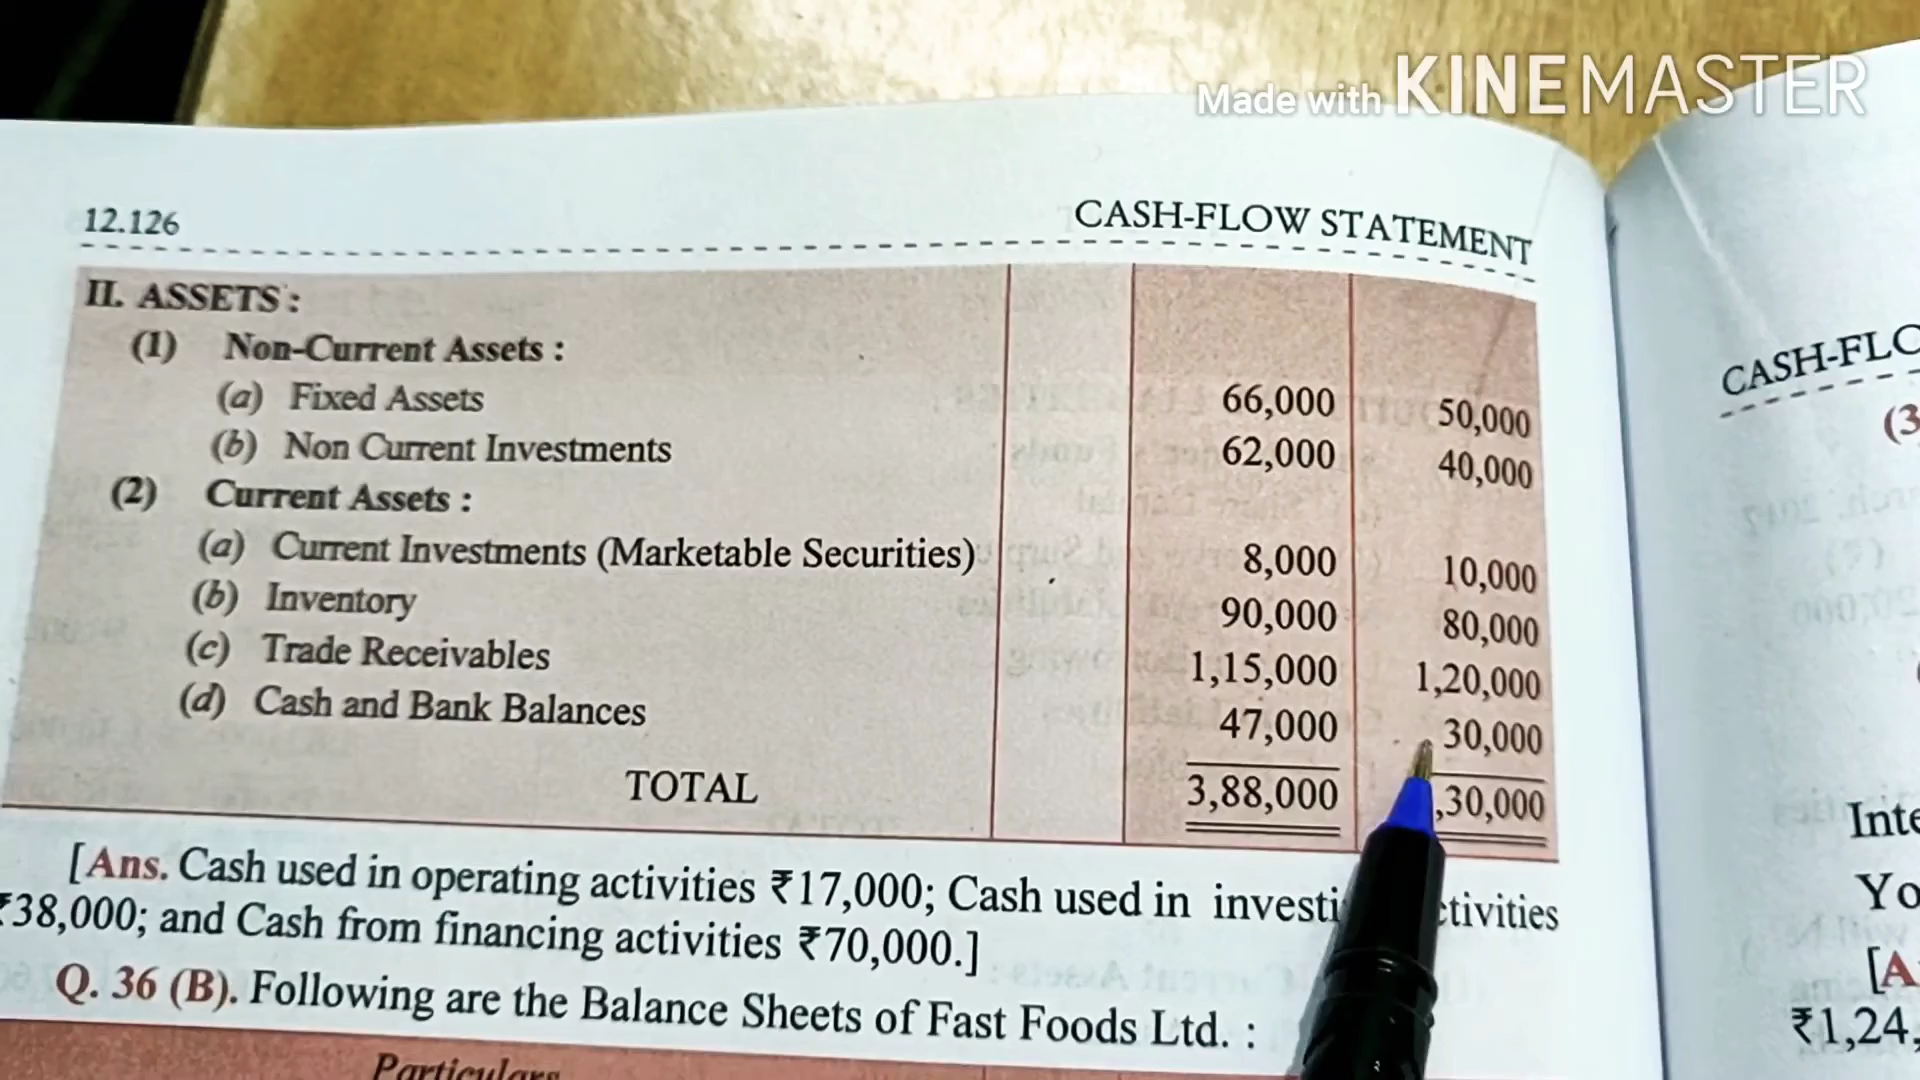 Made with KINEMASTER
12.126 CASH-FLOW STATEMENT
II. ASSETS :
(1) Non-Current Assets :
(a) Fixed Assets 66,000 50,000
(b) Non Current Investments 62,000 40,000
(2) Current Assets :
(a) Current Investments (Marketable Securities) 8,000 10,000
(b) Inventory 90,000 80,000
(c) Trade Receivables 1,15,000 1,20,000
(d) Cash and Bank Balances 47,000 30,000
TOTAL 3,88,000 ,30,000
[Ans. Cash used in operating activities ₹17,000; Cash used in investi ctivities
₹38,000; and Cash from financing activities ₹70,000.]
Q. 36 (B). Following are the Balance Sheets of Fast Foods Ltd. :
Particulars
CASH-FLO
(3
Inte
Yo
[A
₹1,24,